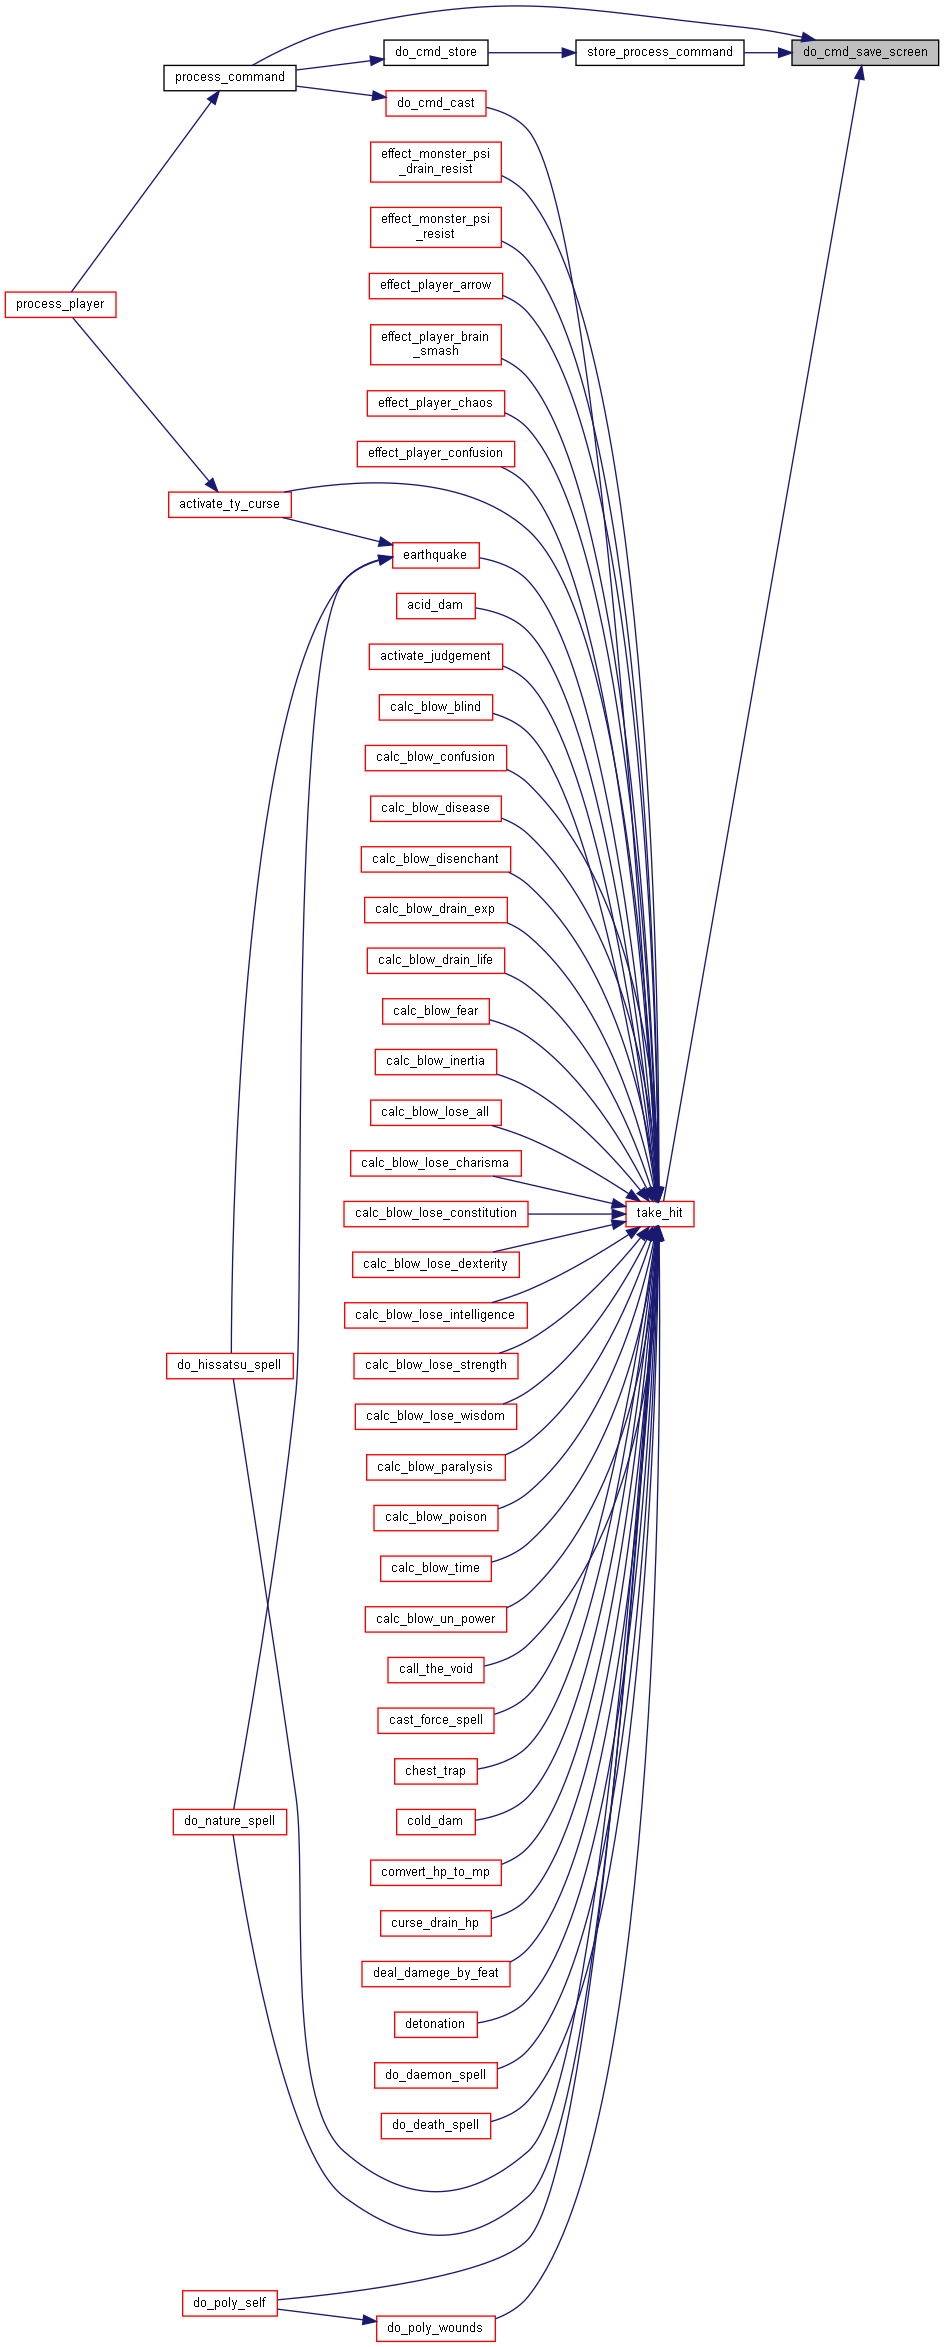 do_cmd_save_screen
store_process_command
do_cmd_store
process_command
do_cmd_cast
effect_monster_psi
_drain_resist
effect_monster_psi
_resist
effect_player_arrow
process_player
effect_player_brain
_smash
effect_player_chaos
effect_player_confusion
activate_ty_curse
earthquake
acid_dam
activate_judgement
calc_blow_blind
calc_blow_confusion
calc_blow_disease
calc_blow_disenchant
calc_blow_drain_exp
calc_blow_drain_life
calc_blow_fear
calc_blow_inertia
calc_blow_lose_all
calc_blow_lose_charisma
calc_blow_lose_constitution
take_hit
calc_blow_lose_dexterity
calc_blow_lose_intelligence
do_hissatsu_spell
calc_blow_lose_strength
calc_blow_lose_wisdom
calc_blow_paralysis
calc_blow_poison
calc_blow_time
calc_blow_un_power
call_the_void
cast_force_spell
chest_trap
do_nature_spell
cold_dam
comvert_hp_to_mp
curse_drain_hp
deal_damege_by_feat
detonation
do_daemon_spell
do_death_spell
do_poly_self
do_poly_wounds